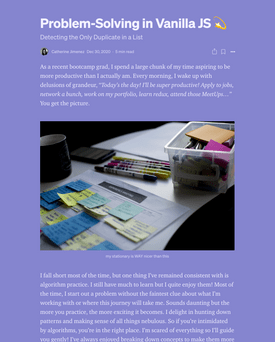 Problem-Solving in Vanilla JS 💫
Detecting the Only Duplicate in a List
Catherine Jimenez Dec 30, 2020 · 5 min read
As a recent bootcamp grad, I spend a large chunk of my time aspiring to be
more productive than I actually am. Every morning, I wake up with
delusions of grandeur, “Today's the day! I'll be super productive! Apply to jobs,
network a bunch, work on my portfolio, learn redux, attend those MeetUps…”
You get the picture.
my stationary is WAY nicer than this
I fall short most of the time, but one thing I've remained consistent with is
algorithm practice. I still have much to learn but I quite enjoy them! Most of
the time, I start out a problem without the faintest clue about what I'm
working with or where this journey will take me. Sounds daunting but the
more you practice, the more exciting it becomes. I delight in hunting down
patterns and making sense of all things nebulous. So if you're intimidated
by algorithms, you're in the right place. I'm scared of everything so I'll guide
you gently! I've always enjoyed breaking down concepts to make them more